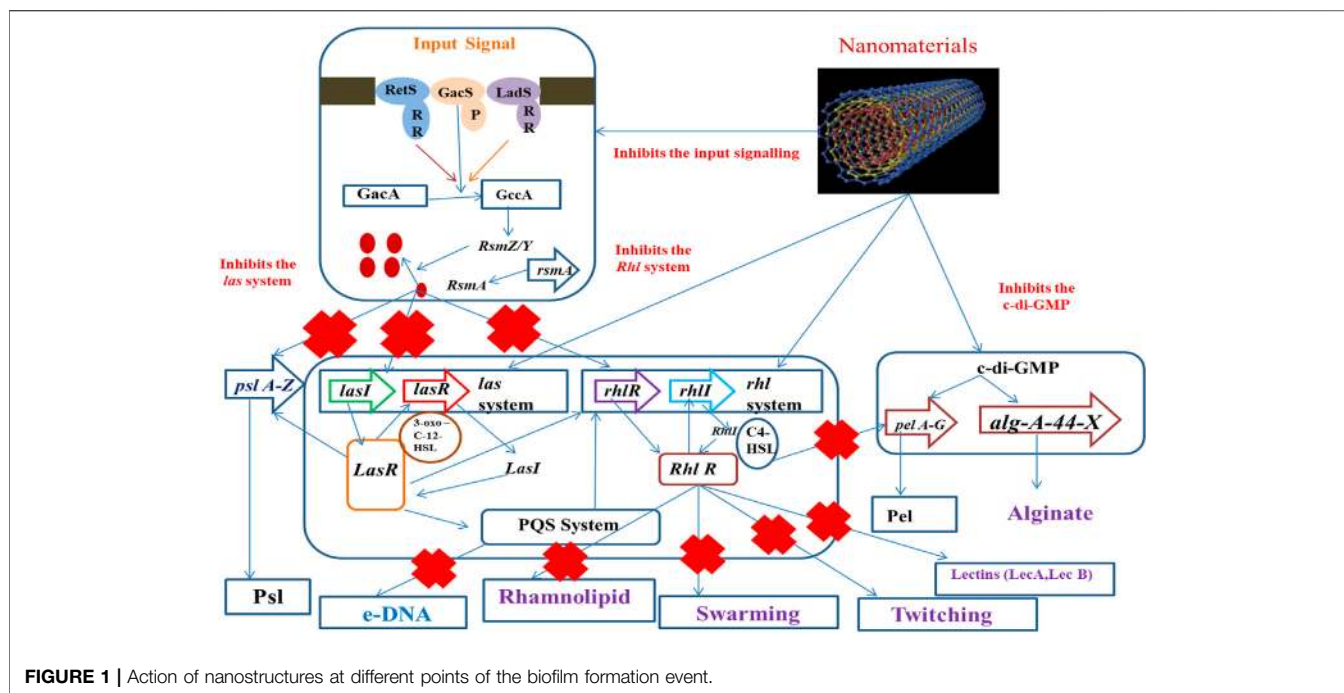 Input Signal
Nanomaterials
RetS
GacS
LadS
R
R
P
R
R
Inhibits the input signalling
GacA
GccA
RsmZ/Y
RsmA
rsmA
Inhibits the
las system
Inhibits the
Rhl system
Inhibits the
c-di-GMP
psl A-Z
lasI
lasR
las
system
rhlR
rhlI
rhl
system
c-di-GMP
pel A-G
alg-A-44-X
3-oxo–
C-12-
HSL
LasR
LasI
C4-
HSL
Rhl R
PQS System
Pel
Alginate
Psl
e-DNA
Rhamnolipid
Swarming
Twitching
Lectins (LecA,Lec B)
FIGURE 1 | Action of nanostructures at different points of the biofilm formation event.